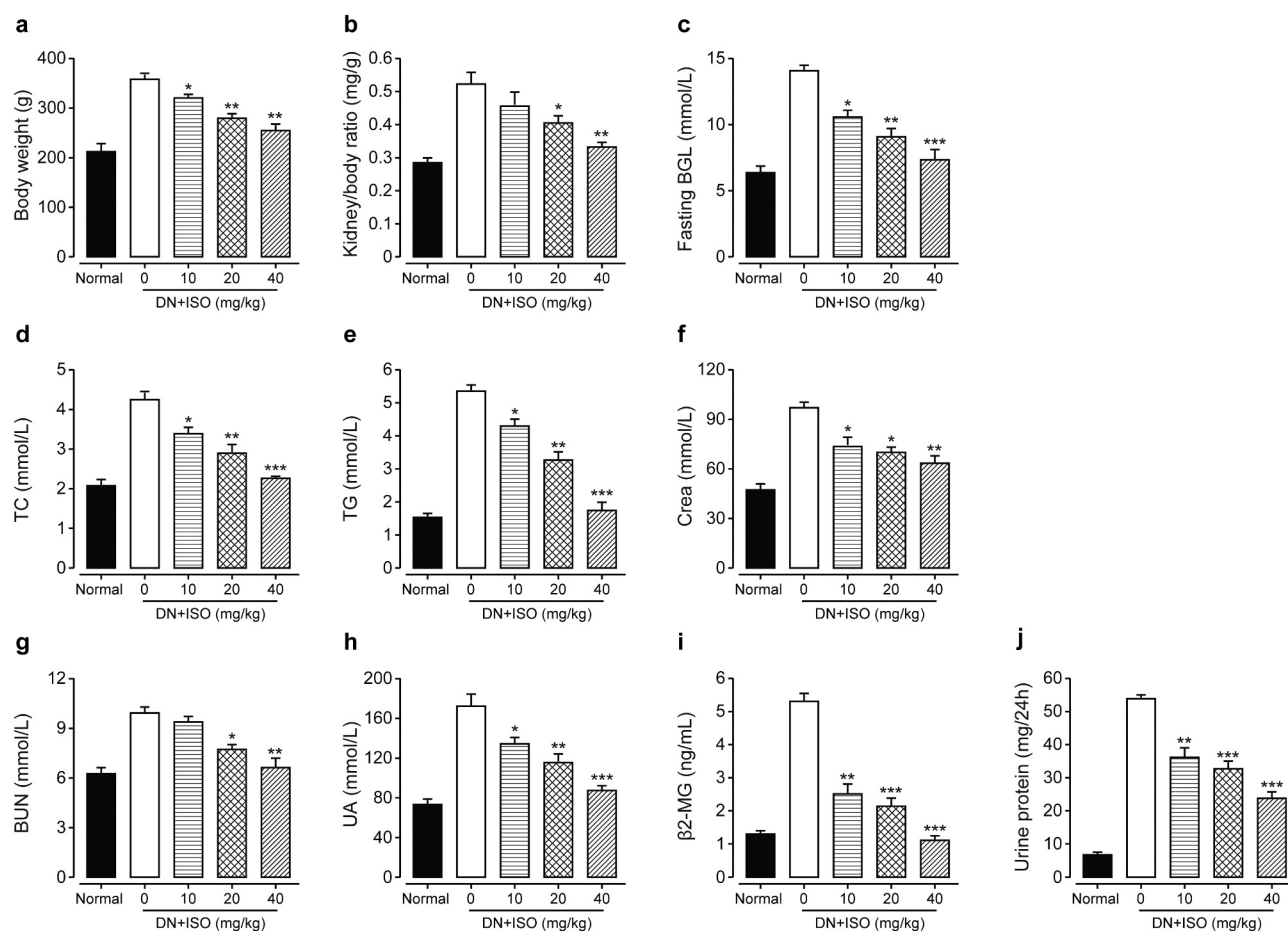 a
Body weight (g)
400
300
200
100
0
*
**
**
Normal 0 10 20 40
DN+ISO (mg/kg)
b
Kidney/body ratio (mg/g)
0.6
0.5
0.4
0.3
0.2
0.1
0
*
**
Normal 0 10 20 40
DN+ISO (mg/kg)
c
Fasting BGL (mmol/L)
15
10
5
0
*
**
***
Normal 0 10 20 40
DN+ISO (mg/kg)
d
TC (mmol/L)
5
4
3
2
1
0
*
**
***
Normal 0 10 20 40
DN+ISO (mg/kg)
e
TG (mmol/L)
6
5
4
3
2
1
0
*
**
***
Normal 0 10 20 40
DN+ISO (mg/kg)
f
Crea (mmol/L)
120
90
60
30
0
*
*
**
Normal 0 10 20 40
DN+ISO (mg/kg)
g
BUN (mmol/L)
12
9
6
3
0
*
**
Normal 0 10 20 40
DN+ISO (mg/kg)
h
UA (mmol/L)
200
160
120
80
40
0
*
**
***
Normal 0 10 20 40
DN+ISO (mg/kg)
i
β2-MG (ng/mL)
6
5
4
3
2
1
0
**
***
***
Normal 0 10 20 40
DN+ISO (mg/kg)
j
Urine protein (mg/24h)
60
50
40
30
20
10
0
**
***
***
Normal 0 10 20 40
DN+ISO (mg/kg)